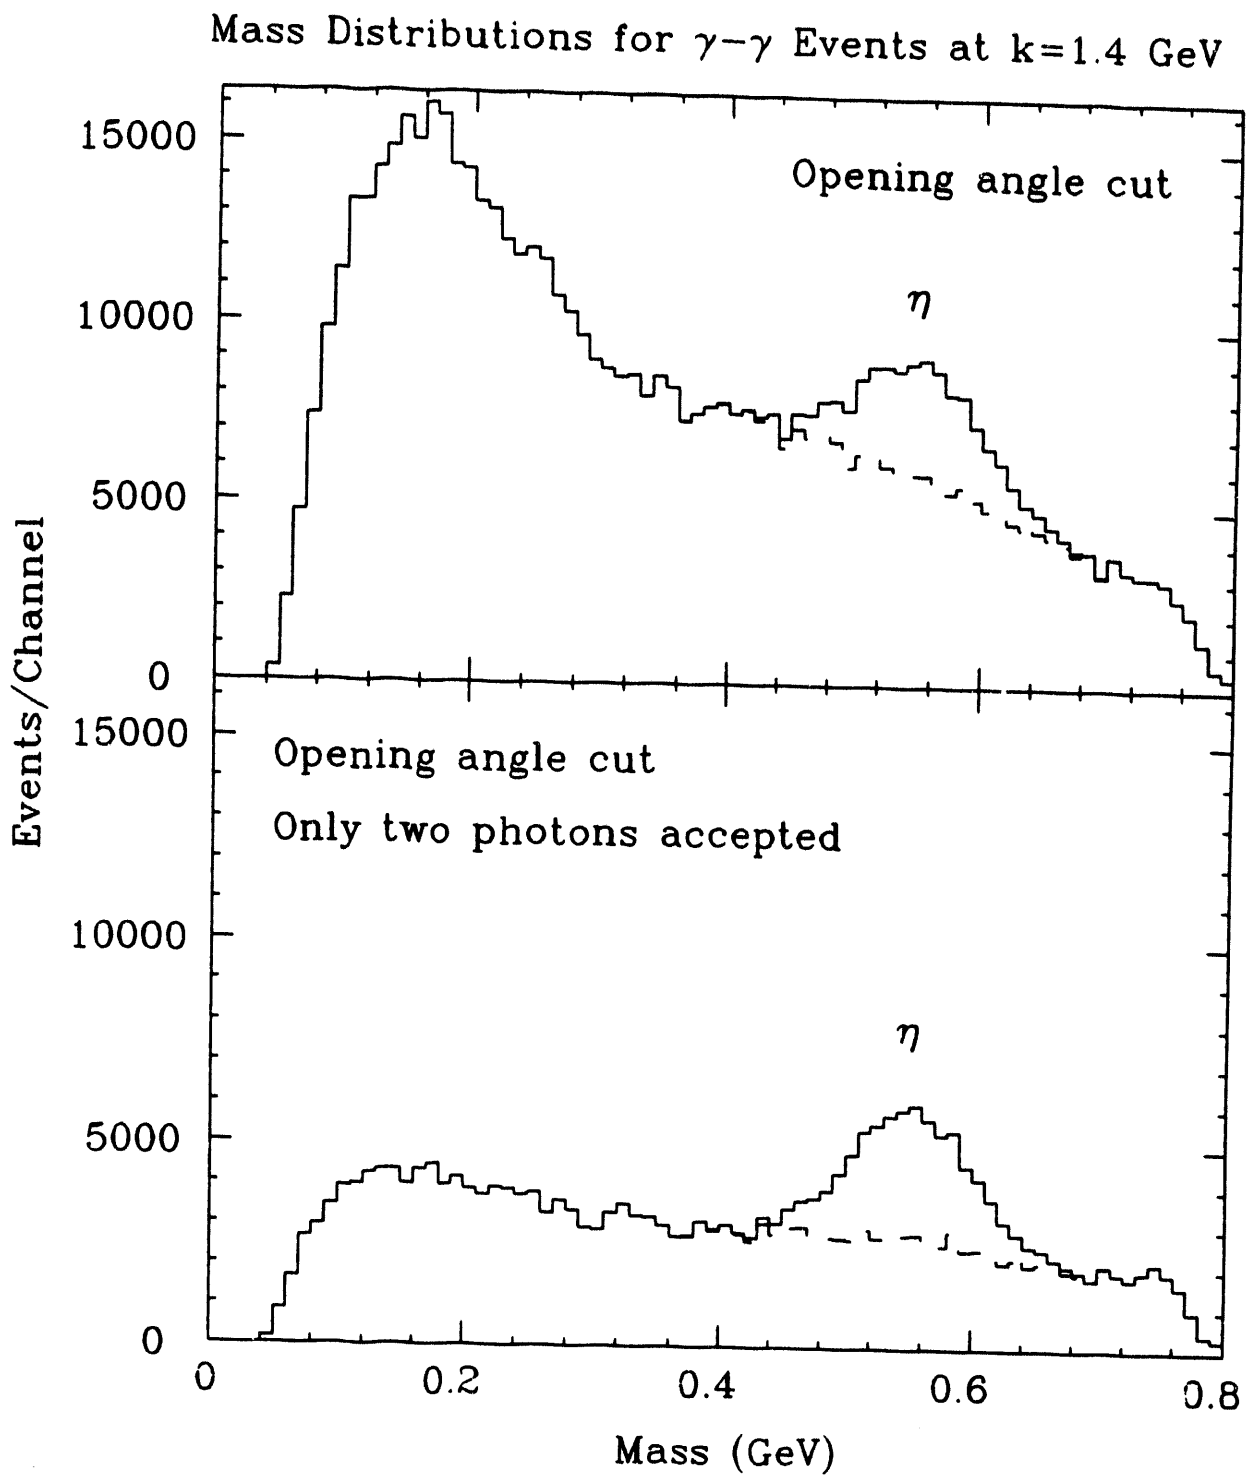 Mass Distributions for γ−γ Events at k=1.4 GeV
15000
Opening angle cut
η
10000
5000
0
Events/Channel
15000
Opening angle cut
Only two photons accepted
10000
η
5000
0
0 0.2 0.4 0.6 0.8
Mass (GeV)